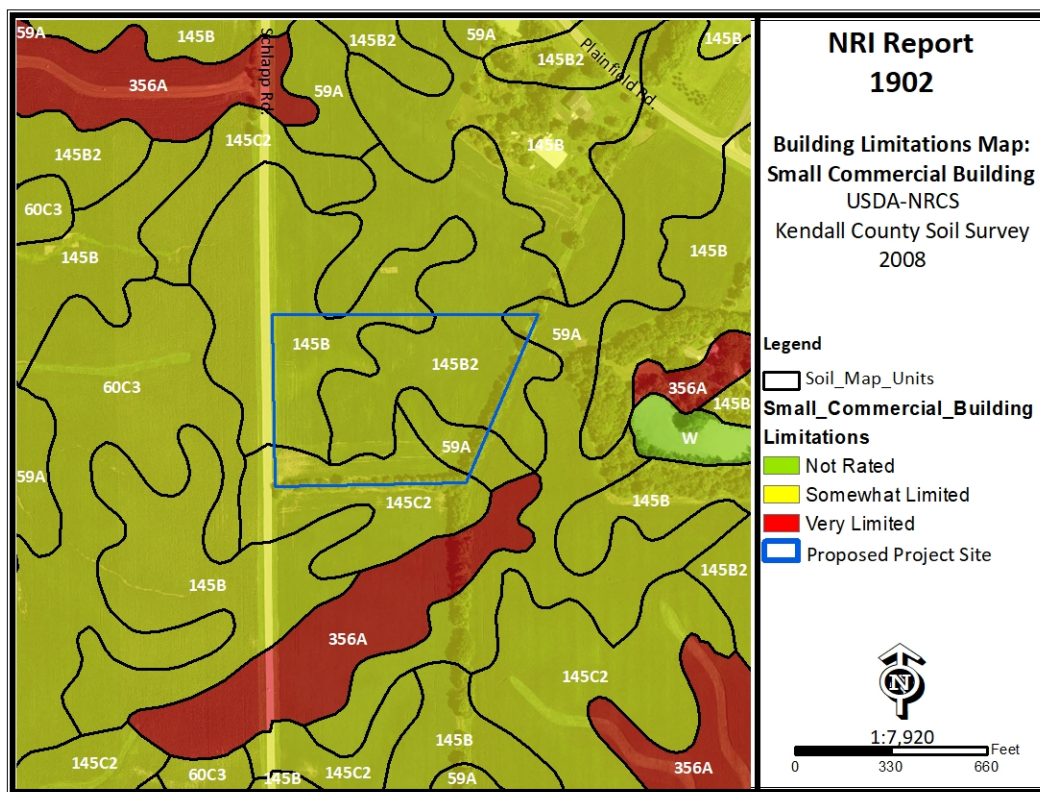 59A
145B
145B2
59A
145B
145B2
Plainfield Rd.
Schlapp Rd.
356A
59A
145C2
145B
145B2
60C3
145B
145B
145B
59A
145B2
60C3
356A
145B
W
59A
59A
145C2
145B
145B2
145B
356A
145C2
145B
145C2
60C3
145B
145C2
59A
356A
NRI Report
1902
Building Limitations Map:
Small Commercial Building
USDA-NRCS
Kendall County Soil Survey
2008
Legend
Soil_Map_Units
Small_Commercial_Building
Limitations
Not Rated
Somewhat Limited
Very Limited
Proposed Project Site
N
1:7,920
Feet
0 330 660